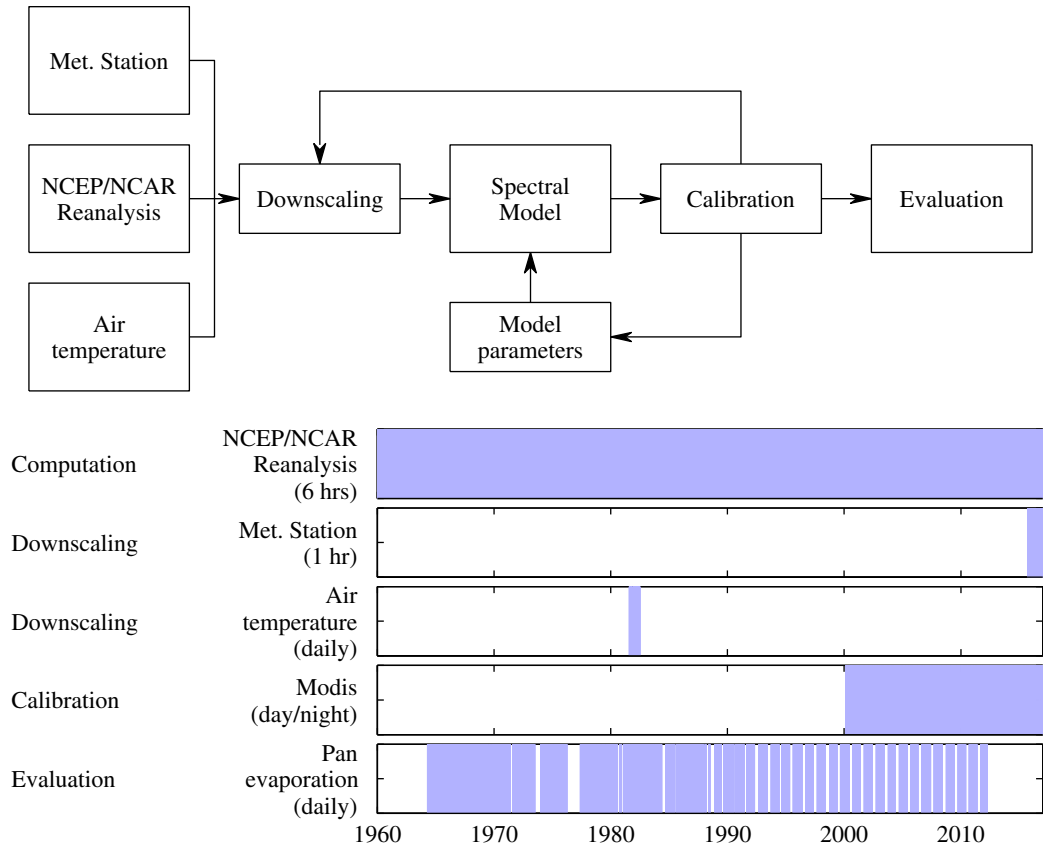 Met. Station
NCEP/NCAR
Reanalysis
Air
temperature
Downscaling
Spectral
Model
Model
parameters
Calibration
Evaluation
Computation
NCEP/NCAR
Reanalysis
(6 hrs)
Downscaling
Met. Station
(1 hr)
Downscaling
Air
temperature
(daily)
Calibration
Modis
(day/night)
Evaluation
Pan
evaporation
(daily)
1960 1970 1980 1990 2000 2010